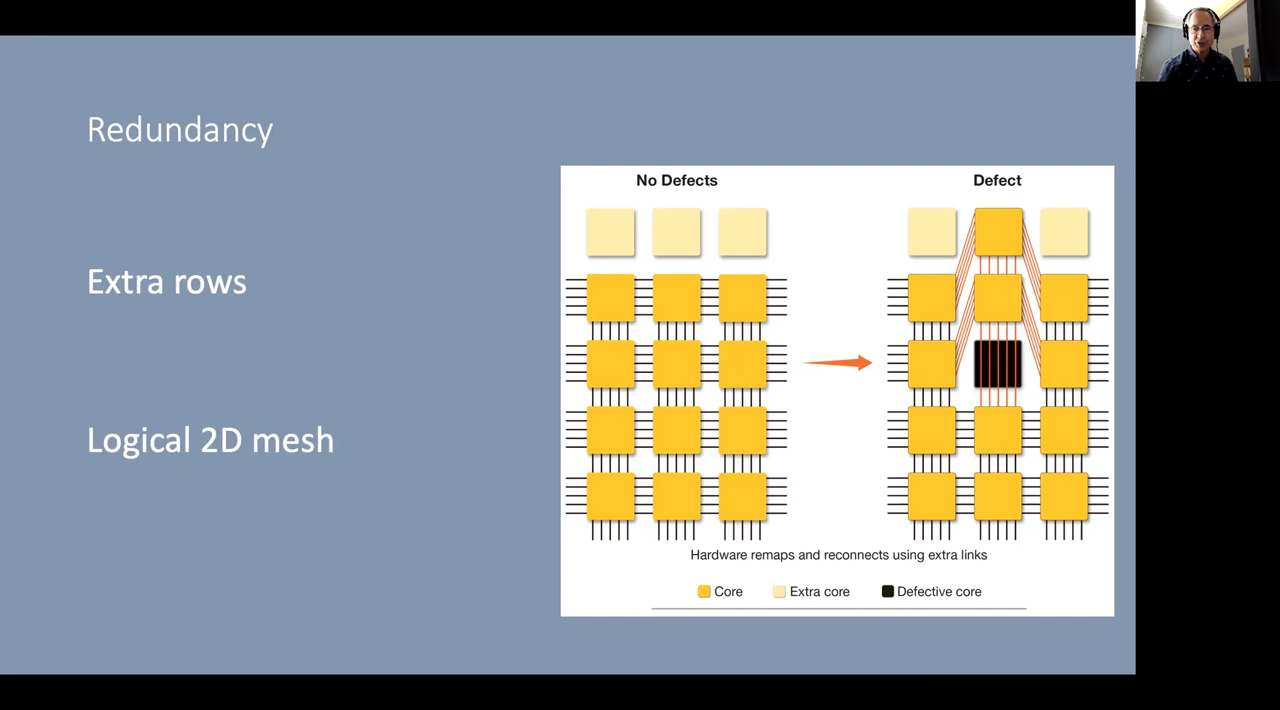 Redundancy
Extra rows
Logical 2D mesh
No Defects
Defect
Hardware remaps and reconnects using extra links
Core
Extra core
Defective core